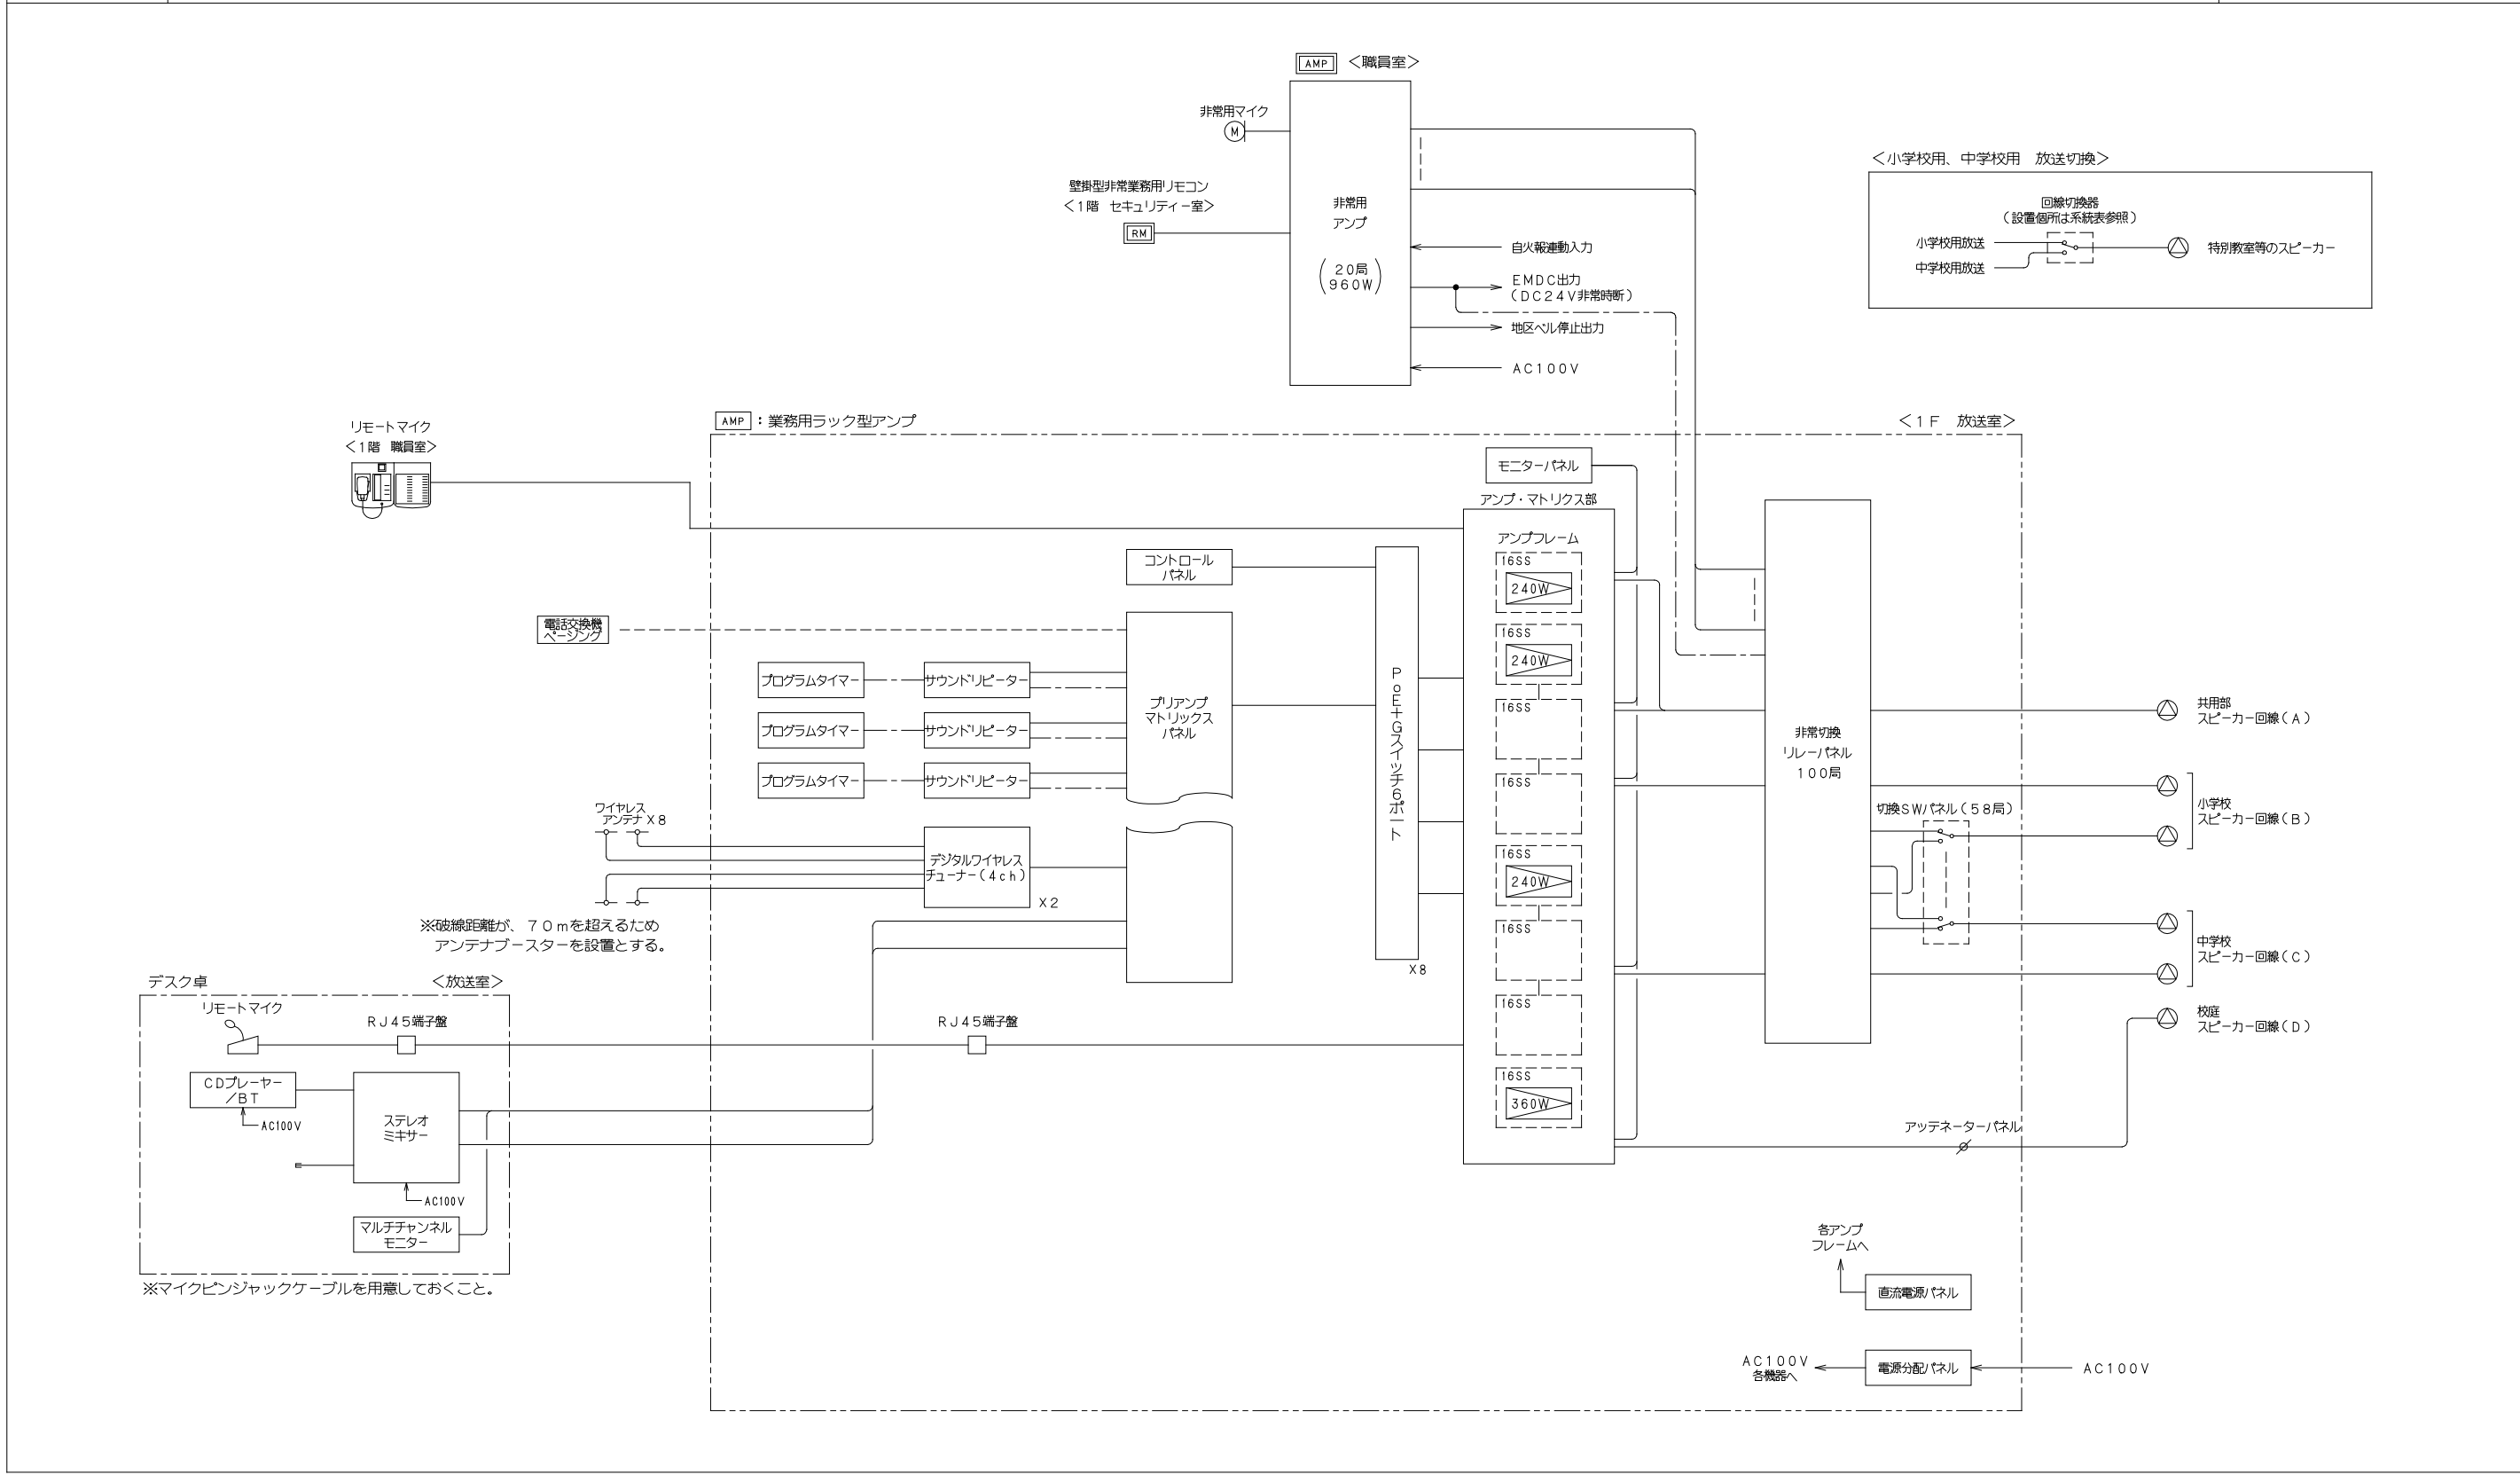 AMP ＜職員室＞
非常用マイク
M
壁掛型非常業務用リモコン
＜１階　セキュリティー室＞
RM
非常用
アンプ
２０局
９６０Ｗ
自火報連動入力
ＥＭＤＣ出力
（ＤＣ２４Ｖ非常時断）
地区ベル停止出力
ＡＣ１００Ｖ
＜小学校用、中学校用　放送切換＞
回線切換器
（設置個所は系統表参照）
小学校用放送
中学校用放送
特別教室等のスピーカー
リモートマイク
＜１階　職員室＞
AMP ：業務用ラック型アンプ
＜１Ｆ　放送室＞
モニターパネル
アンプ・マトリクス部
アンプフレーム
16SS
240W
16SS
240W
16SS
16SS
16SS
240W
16SS
16SS
16SS
360W
コントロール
パネル
電話交換機
ページング
プログラムタイマー
サウンドリピーター
プログラムタイマー
サウンドリピーター
プログラムタイマー
サウンドリピーター
プリアンプ
マトリックス
パネル
ＰｏＥ＋Ｇスイッチ６ポート
Ｘ８
非常切換
リレーパネル
１００局
ワイヤレス
アンテナＸ８
デジタルワイヤレス
チューナー（４ｃｈ）
Ｘ２
※破線距離が、７０ｍを超えるため
アンテナブースターを設置とする。
切換ＳＷパネル（５８局）
共用部
スピーカー回線（Ａ）
小学校
スピーカー回線（Ｂ）
中学校
スピーカー回線（Ｃ）
校庭
スピーカー回線（Ｄ）
デスク卓
＜放送室＞
リモートマイク
ＲＪ４５端子盤
ＲＪ４５端子盤
ＣＤプレーヤー
／ＢＴ
AC100V
ステレオ
ミキサー
AC100V
マルチチャンネル
モニター
※マイクピンジャックケーブルを用意しておくこと。
アッテネーターパネル
各アンプ
フレームへ
直流電源パネル
ＡＣ１００Ｖ
各機器へ
電源分配パネル
ＡＣ１００Ｖ